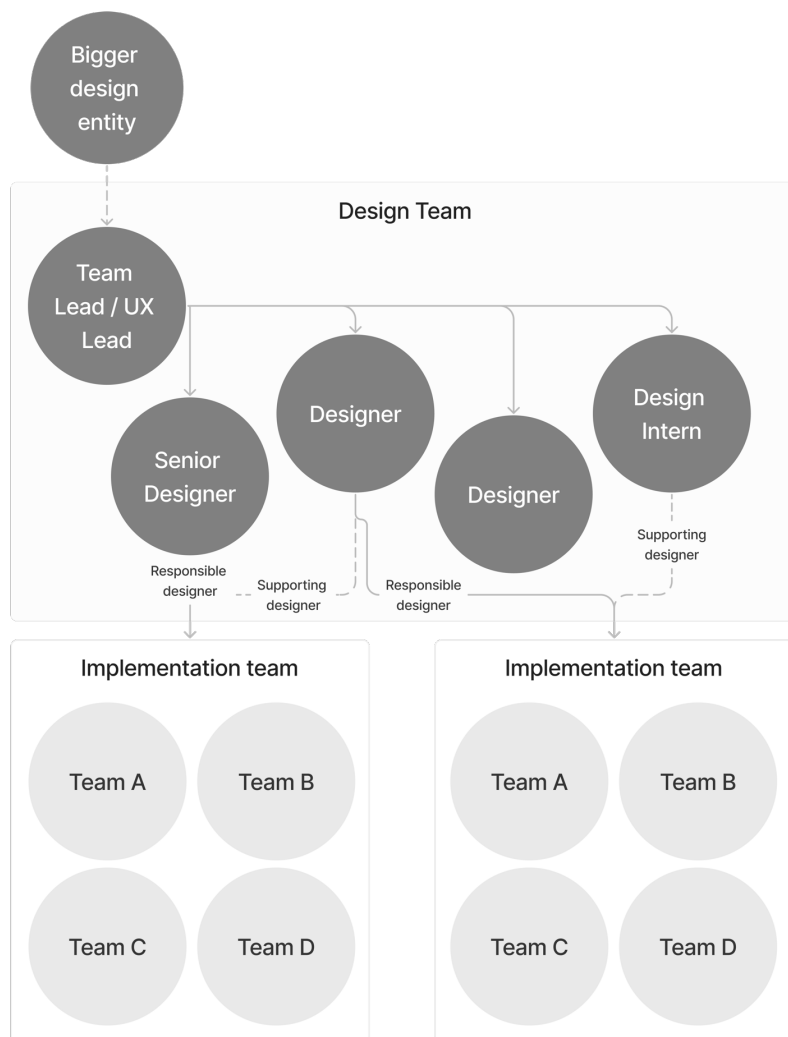 Bigger
design
entity
Design Team
Team
Lead / UX
Lead
Designer
Design
Intern
Senior
Designer
Designer
Supporting
designer
Responsible
designer
Supporting
designer
Responsible
designer
Implementation team
Team A
Team B
Team C
Team D
Implementation team
Team A
Team B
Team C
Team D